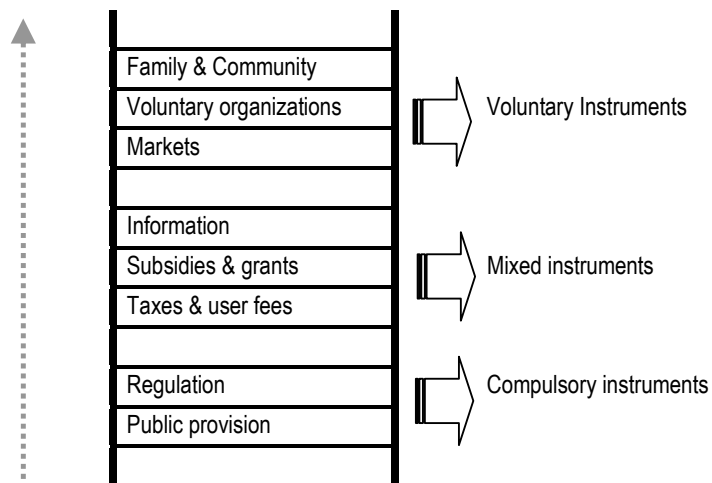 Family & Community
Voluntary organizations
Voluntary Instruments
Markets
Information
Subsidies & grants
Mixed instruments
Taxes & user fees
Regulation
Compulsory instruments
Public provision